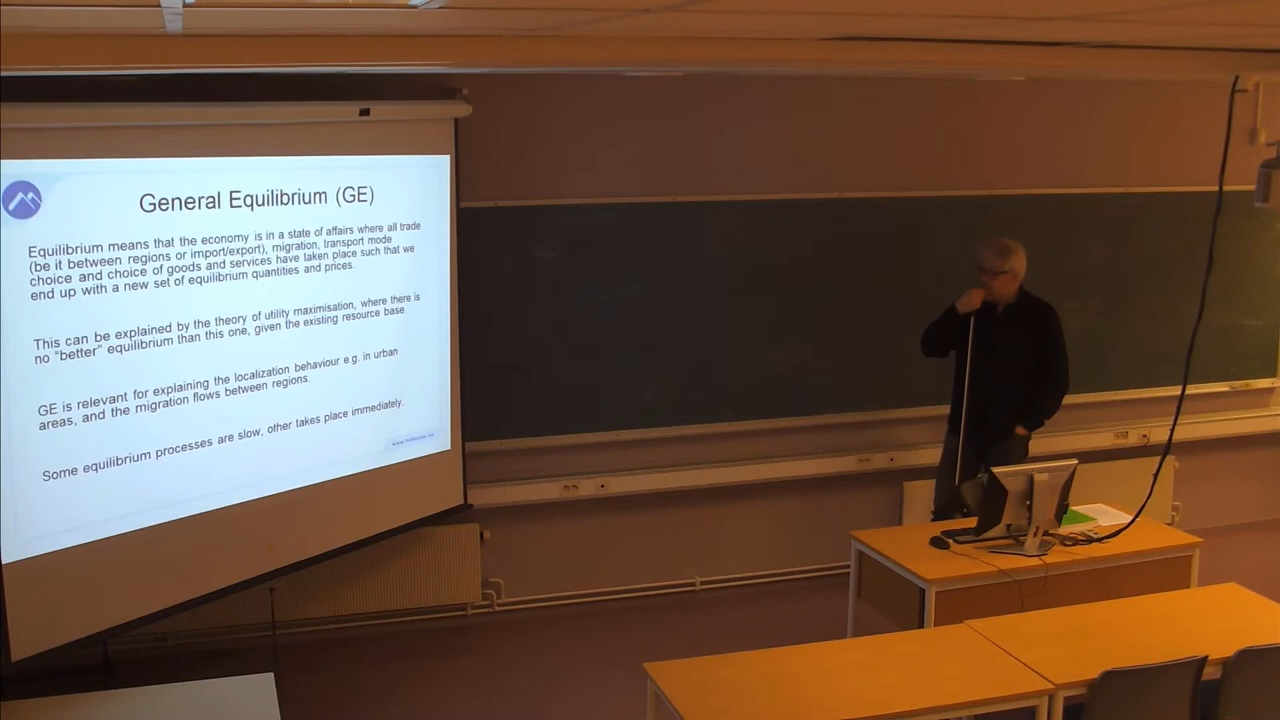 General Equilibrium (GE)
Equilibrium means that the economy is in a state of affairs where all trade
(be it between regions or import/export), migration, transport mode
choice and choice of goods and services have taken place such that we
end up with a new set of equilibrium quantities and prices.
This can be explained by the theory of utility maximisation, where there is
no "better" equilibrium than this one, given the existing resource base
GE is relevant for explaining the localization behaviour e.g. in urban
areas, and the migration flows between regions.
Some equilibrium processes are slow, other takes place immediately.